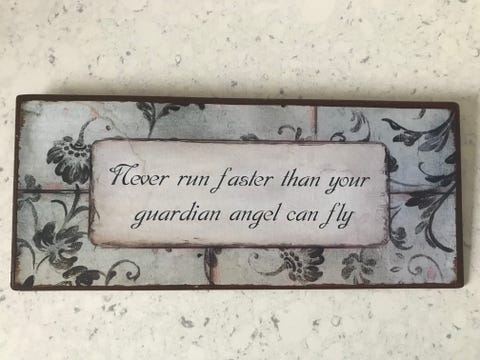 Never run faster than your
guardian angel can fly